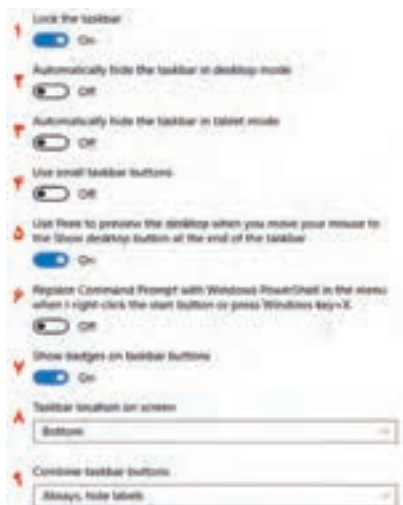 ۱ Lock the taskbar
On
۲ Automatically hide the taskbar in desktop mode
Off
۳ Automatically hide the taskbar in tablet mode
Off
۴ Use small taskbar buttons
Off
۵ Use Peek to preview the desktop when you move your mouse to
the Show desktop button at the end of the taskbar
On
۶ Replace Command Prompt with Windows PowerShell in the menu
when I right-click the start button or press Windows key+X
Off
۷ Show badges on taskbar buttons
On
۸ Taskbar location on screen
Bottom
۹ Combine taskbar buttons
Always, hide labels